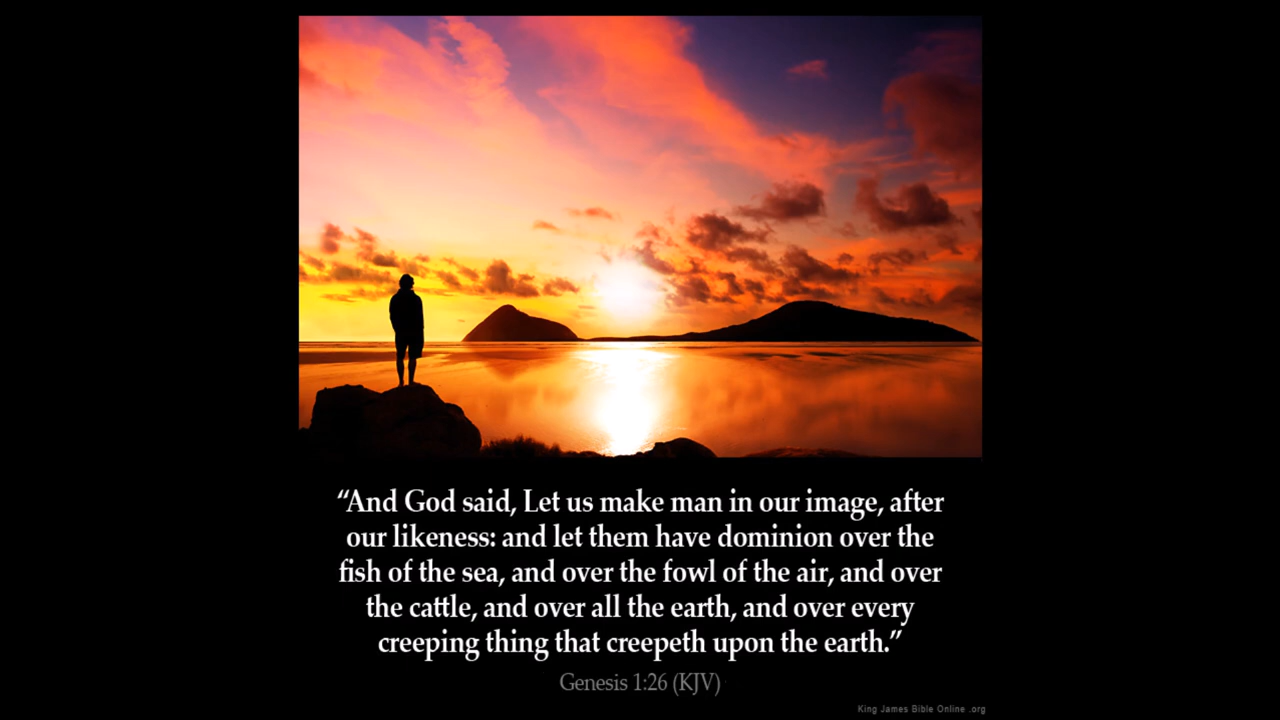 “And God said, Let us make man in our image, after
our likeness: and let them have dominion over the
fish of the sea, and over the fowl of the air, and over
the cattle, and over all the earth, and over every
creeping thing that creepeth upon the earth.”
Genesis 1:26 (KJV)
King James Bible Online .org